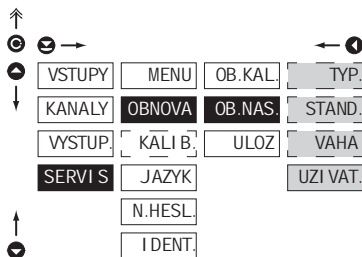 VSTUPY MENU OB.KAL. TYP.
KANALY OBNOVA OB.NAS. STAND.
VYSTUP. KALIB. ULOZ VAHA
SERVIS JAZYK UZIVAT.
N.HESL.
IDENT.